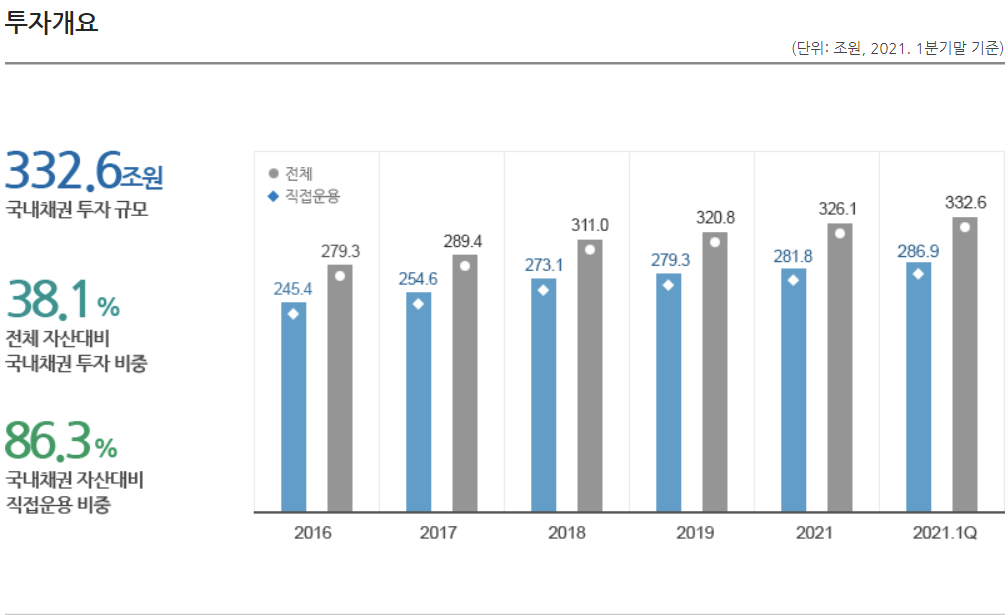 투자개요
(단위: 조원, 2021. 1분기말 기준)
332.6조원
국내채권 투자 규모
38.1 %
전체 자산대비
국내채권 투자 비중
86.3 %
국내채권 자산대비
직접운용 비중
전체
직접운용
245.4
279.3
254.6
289.4
273.1
311.0
279.3
320.8
281.8
326.1
286.9
332.6
2016
2017
2018
2019
2021
2021.1Q